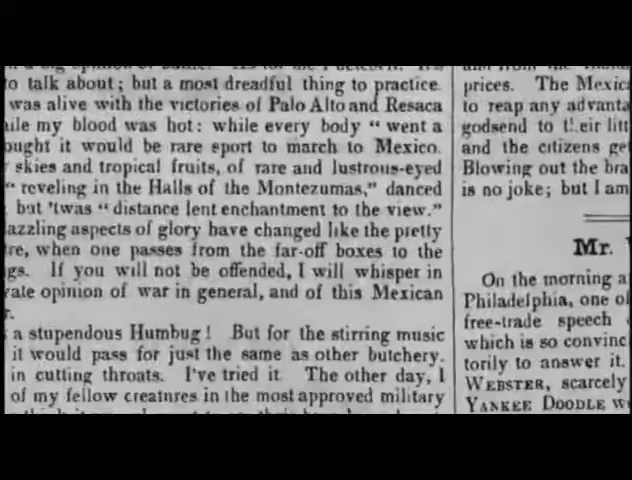 to talk about; but a most dreadful thing to practice.
was alive with the victories of Palo Alto and Resaca
ile my blood was hot: while every body "went a
ought it would be rare sport to march to Mexico.
skies and tropical fruits, of rare and lustrous-eyed
"reveling in the Halls of the Montezumas," danced
but 'twas "distance lent enchantment to the view."
azzling aspects of glory have changed like the pretty
re, when one passes from the far-off boxes to the
gs. If you will not be offended, I will whisper in
vate opinion of war in general, and of this Mexican
r.
a stupendous Humbug! But for the stirring music
it would pass for just the same as other butchery.
in cutting throats. I've tried it. The other day, I
of my fellow creatures in the most approved military
prices. The Mexic
to reap any advanta
godsend to their litt
and the citizens ge
Blowing out the bra
is no joke; but I am
Mr.
On the morning a
Philadelphia, one of
free-trade speech
which is so convinc
torily to answer it.
WEBSTER, scarcely
YANKEE DOODLE w